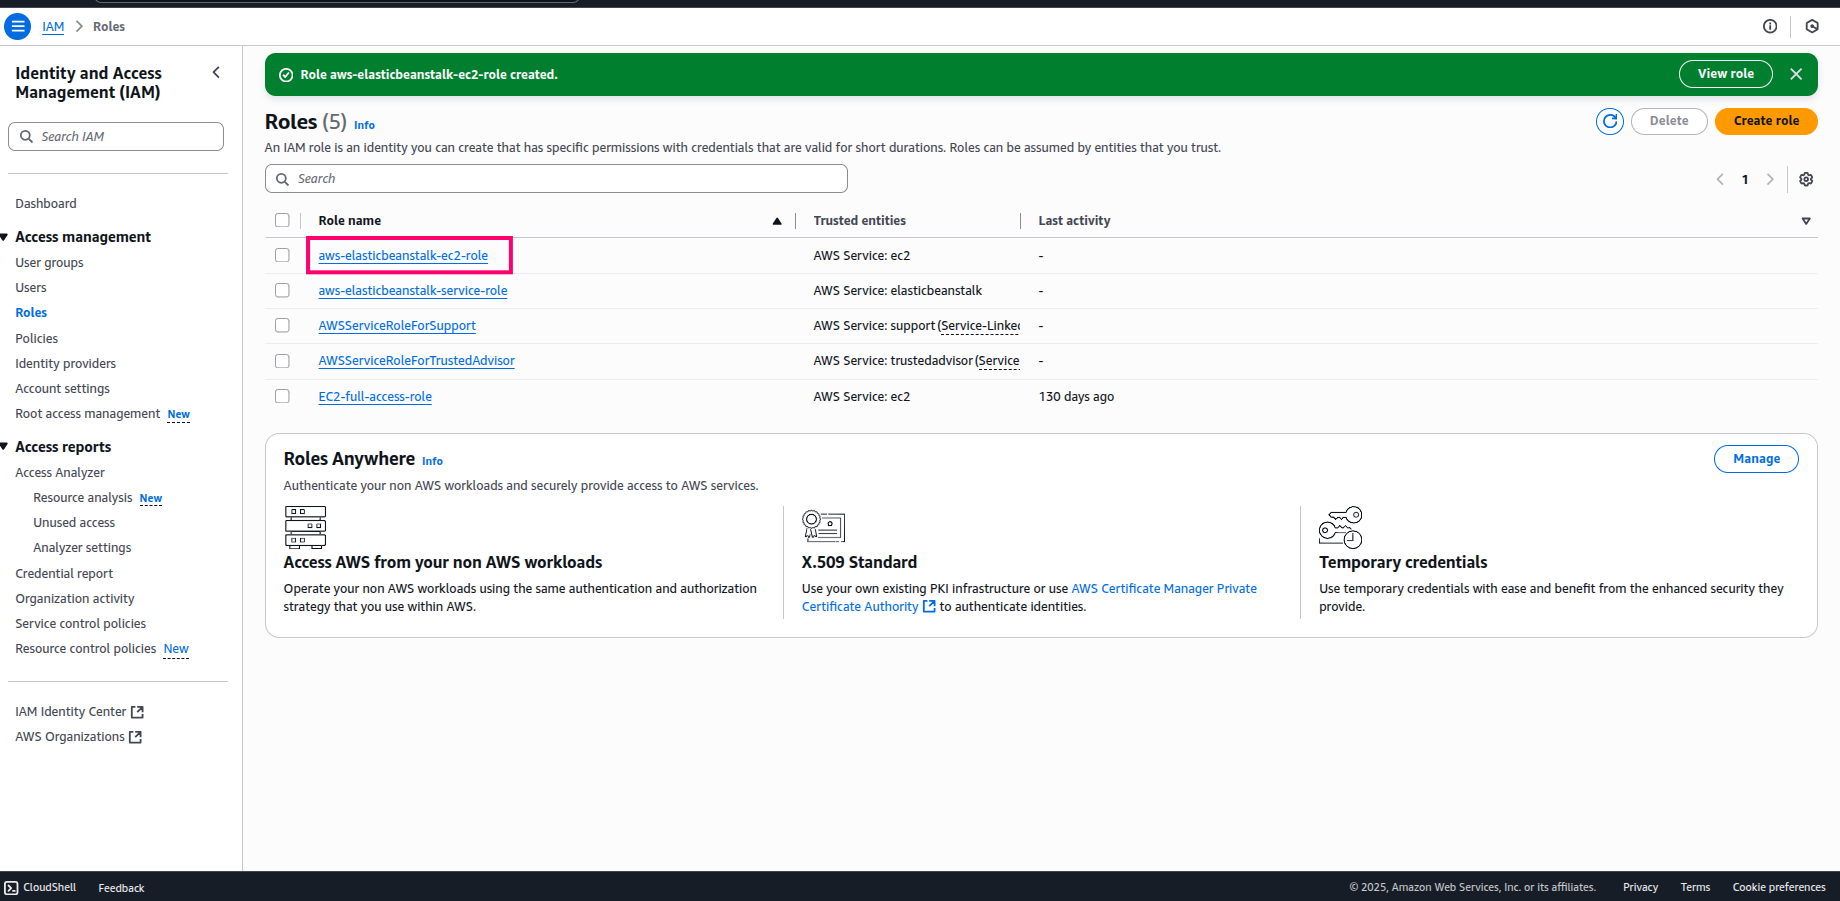 IAM > Roles
Identity and Access
Management (IAM)
Search IAM
Dashboard
Access management
User groups
Users
Roles
Policies
Identity providers
Account settings
Root access management New
Access reports
Access Analyzer
Resource analysis New
Unused access
Analyzer settings
Credential report
Organization activity
Service control policies
Resource control policies New
IAM Identity Center
AWS Organizations
Role aws-elasticbeanstalk-ec2-role created.
View role
Roles (5) Info
Delete
Create role
An IAM role is an identity you can create that has specific permissions with credentials that are valid for short durations. Roles can be assumed by entities that you trust.
Search
1
Role name Trusted entities Last activity
aws-elasticbeanstalk-ec2-role AWS Service: ec2 -
aws-elasticbeanstalk-service-role AWS Service: elasticbeanstalk -
AWSServiceRoleForSupport AWS Service: support (Service-Linked -
AWSServiceRoleForTrustedAdvisor AWS Service: trustedadvisor (Service -
EC2-full-access-role AWS Service: ec2 130 days ago
Roles Anywhere Info
Manage
Authenticate your non AWS workloads and securely provide access to AWS services.
Access AWS from your non AWS workloads
Operate your non AWS workloads using the same authentication and authorization
strategy that you use within AWS.
X.509 Standard
Use your own existing PKI infrastructure or use AWS Certificate Manager Private
Certificate Authority to authenticate identities.
Temporary credentials
Use temporary credentials with ease and benefit from the enhanced security they
provide.
CloudShell Feedback
© 2025, Amazon Web Services, Inc. or its affiliates. Privacy Terms Cookie preferences